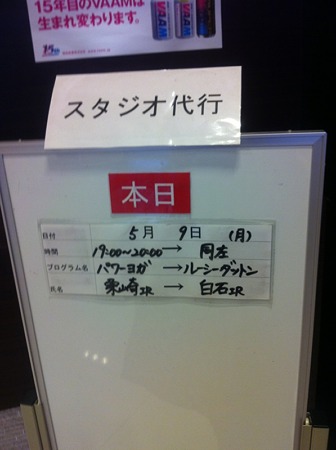 15年目のVAAMは
生まれ変わります。
15
VAAM
スタジオ代行
本日
日付 5月 9日 (月)
時間 19:00〜20:00 → 同左
プログラム名 パワーヨガ → ルーシーダットン
氏名 栗山崎IR → 白石IR